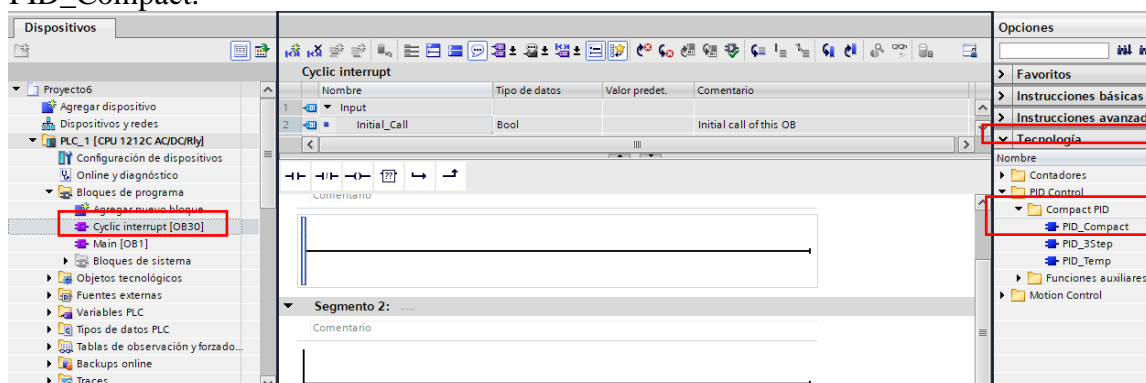 PID_Compact.
Dispositivos
Proyecto6
Agregar dispositivo
Dispositivos y redes
PLC_1 [CPU 1212C AC/DC/Rly]
Configuración de dispositivos
Online y diagnóstico
Bloques de programa
Agregar nuevo bloque
Cyclic interrupt [OB30]
Main [OB1]
Bloques de sistema
Objetos tecnológicos
Fuentes externas
Variables PLC
Tipos de datos PLC
Tablas de observación y forzado...
Backups online
Traces
Cyclic interrupt
Nombre Tipo de datos Valor predet. Comentario
1 Input
2 Initial_Call Bool Initial call of this OB
??
Comentario
Segmento 2: .....
Comentario
Opciones
Favoritos
Instrucciones básicas
Instrucciones avanzad
Tecnología
Nombre
Contadores
PID Control
Compact PID
PID_Compact
PID_3Step
PID_Temp
Funciones auxiliares
Motion Control